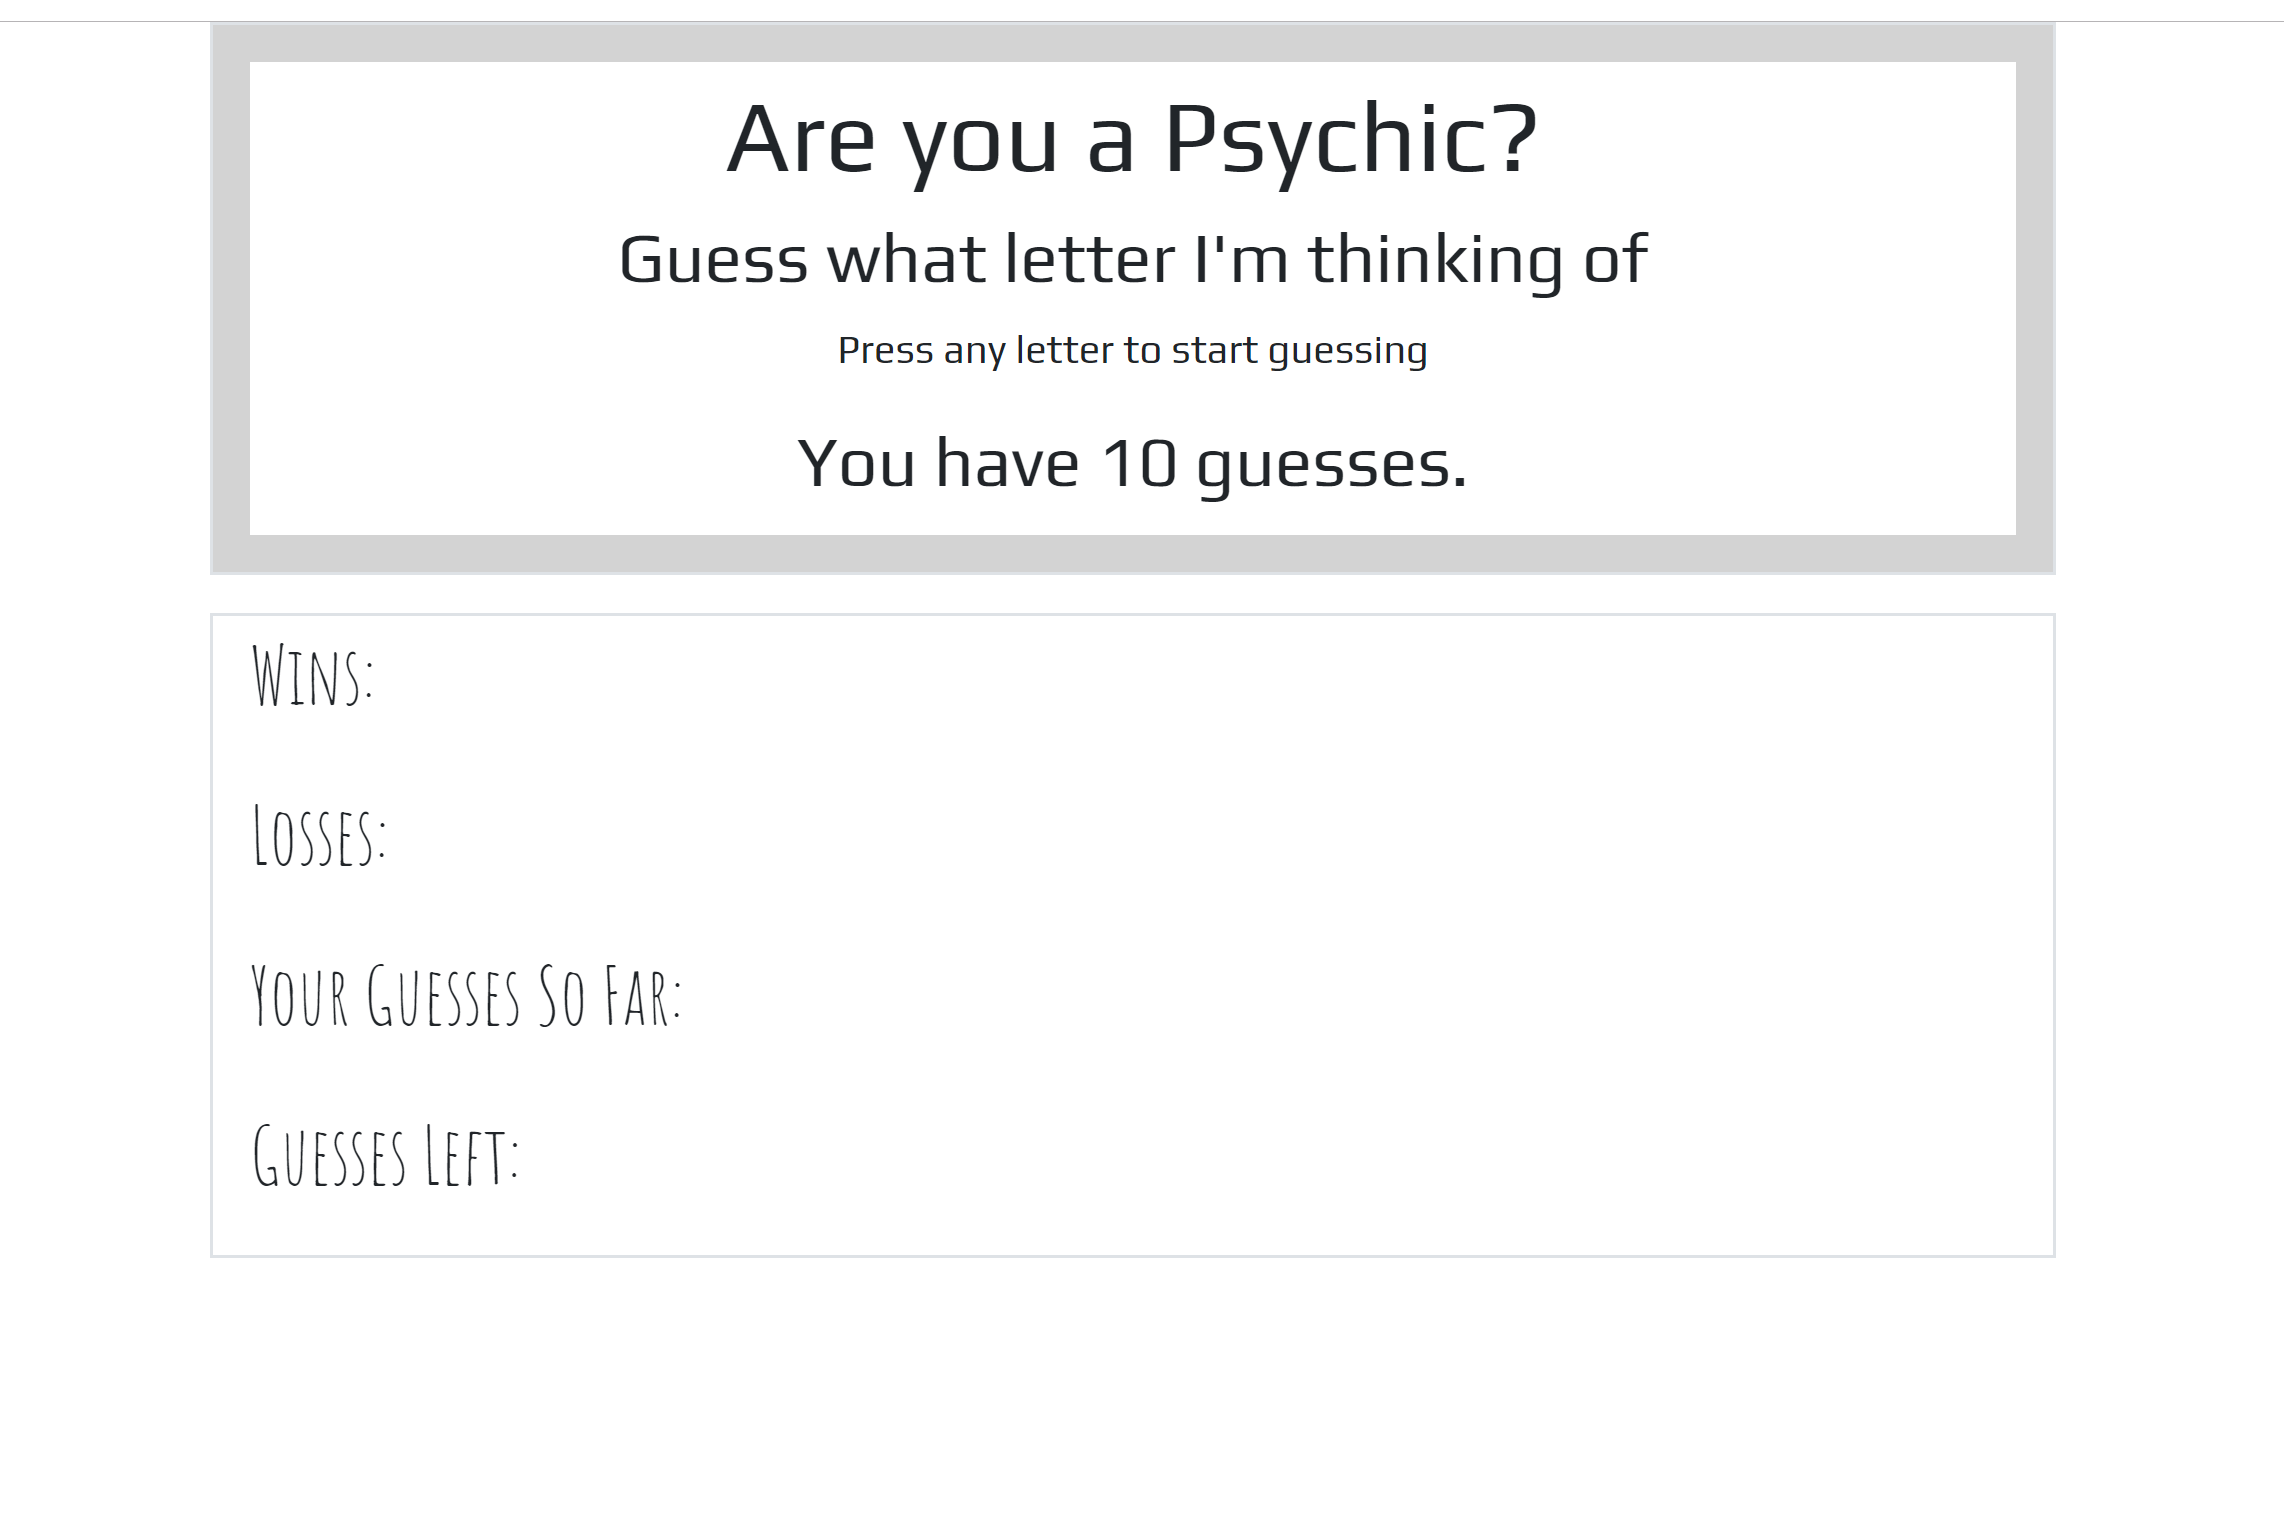 Are you a Psychic?
Guess what letter I'm thinking of
Press any letter to start guessing
You have 10 guesses.
Wins:
Losses:
Your Guesses So Far:
Guesses Left: